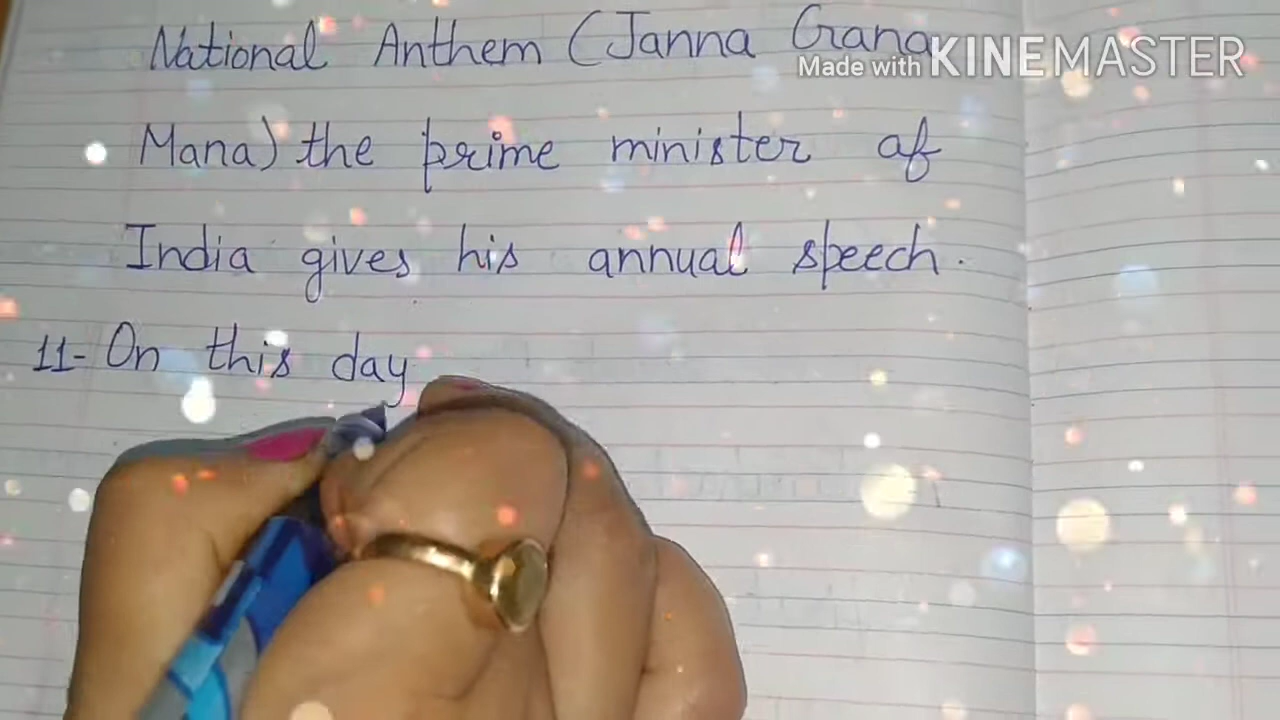 National Anthem (Janna Grana
Made with KINEMASTER
Mana) the prime minister af
India gives his annual speech.
11- On this day